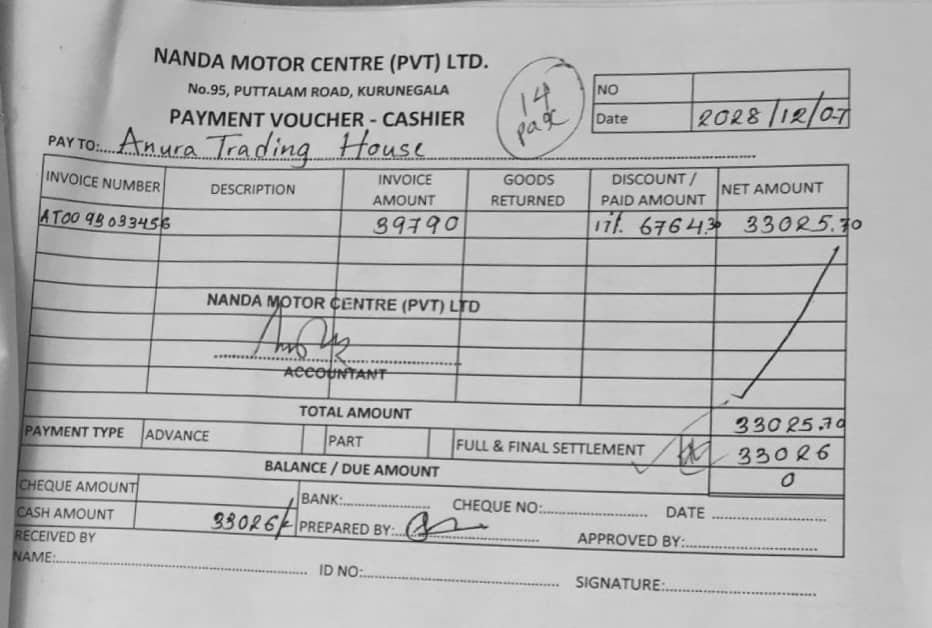 NANDA MOTOR CENTRE (PVT) LTD.
No.95, PUTTALAM ROAD, KURUNEGALA
PAYMENT VOUCHER - CASHIER
14
page
NO
Date 2028/12/07
PAY TO:....Anura Trading House
INVOICE NUMBER DESCRIPTION INVOICE AMOUNT GOODS RETURNED DISCOUNT / PAID AMOUNT NET AMOUNT
AT009B033456 39790 17% 6764.30 33025.70
NANDA MOTOR CENTRE (PVT) LTD
ACCOUNTANT
TOTAL AMOUNT 33025.70
PAYMENT TYPE ADVANCE PART FULL & FINAL SETTLEMENT 33026
BALANCE / DUE AMOUNT 0
CHEQUE AMOUNT BANK:.................... CHEQUE NO:......................... DATE ...........................
CASH AMOUNT 33026/- PREPARED BY:.................... APPROVED BY:...............................
RECEIVED BY
NAME:............................................................ ID NO:.............................................. SIGNATURE:...................................